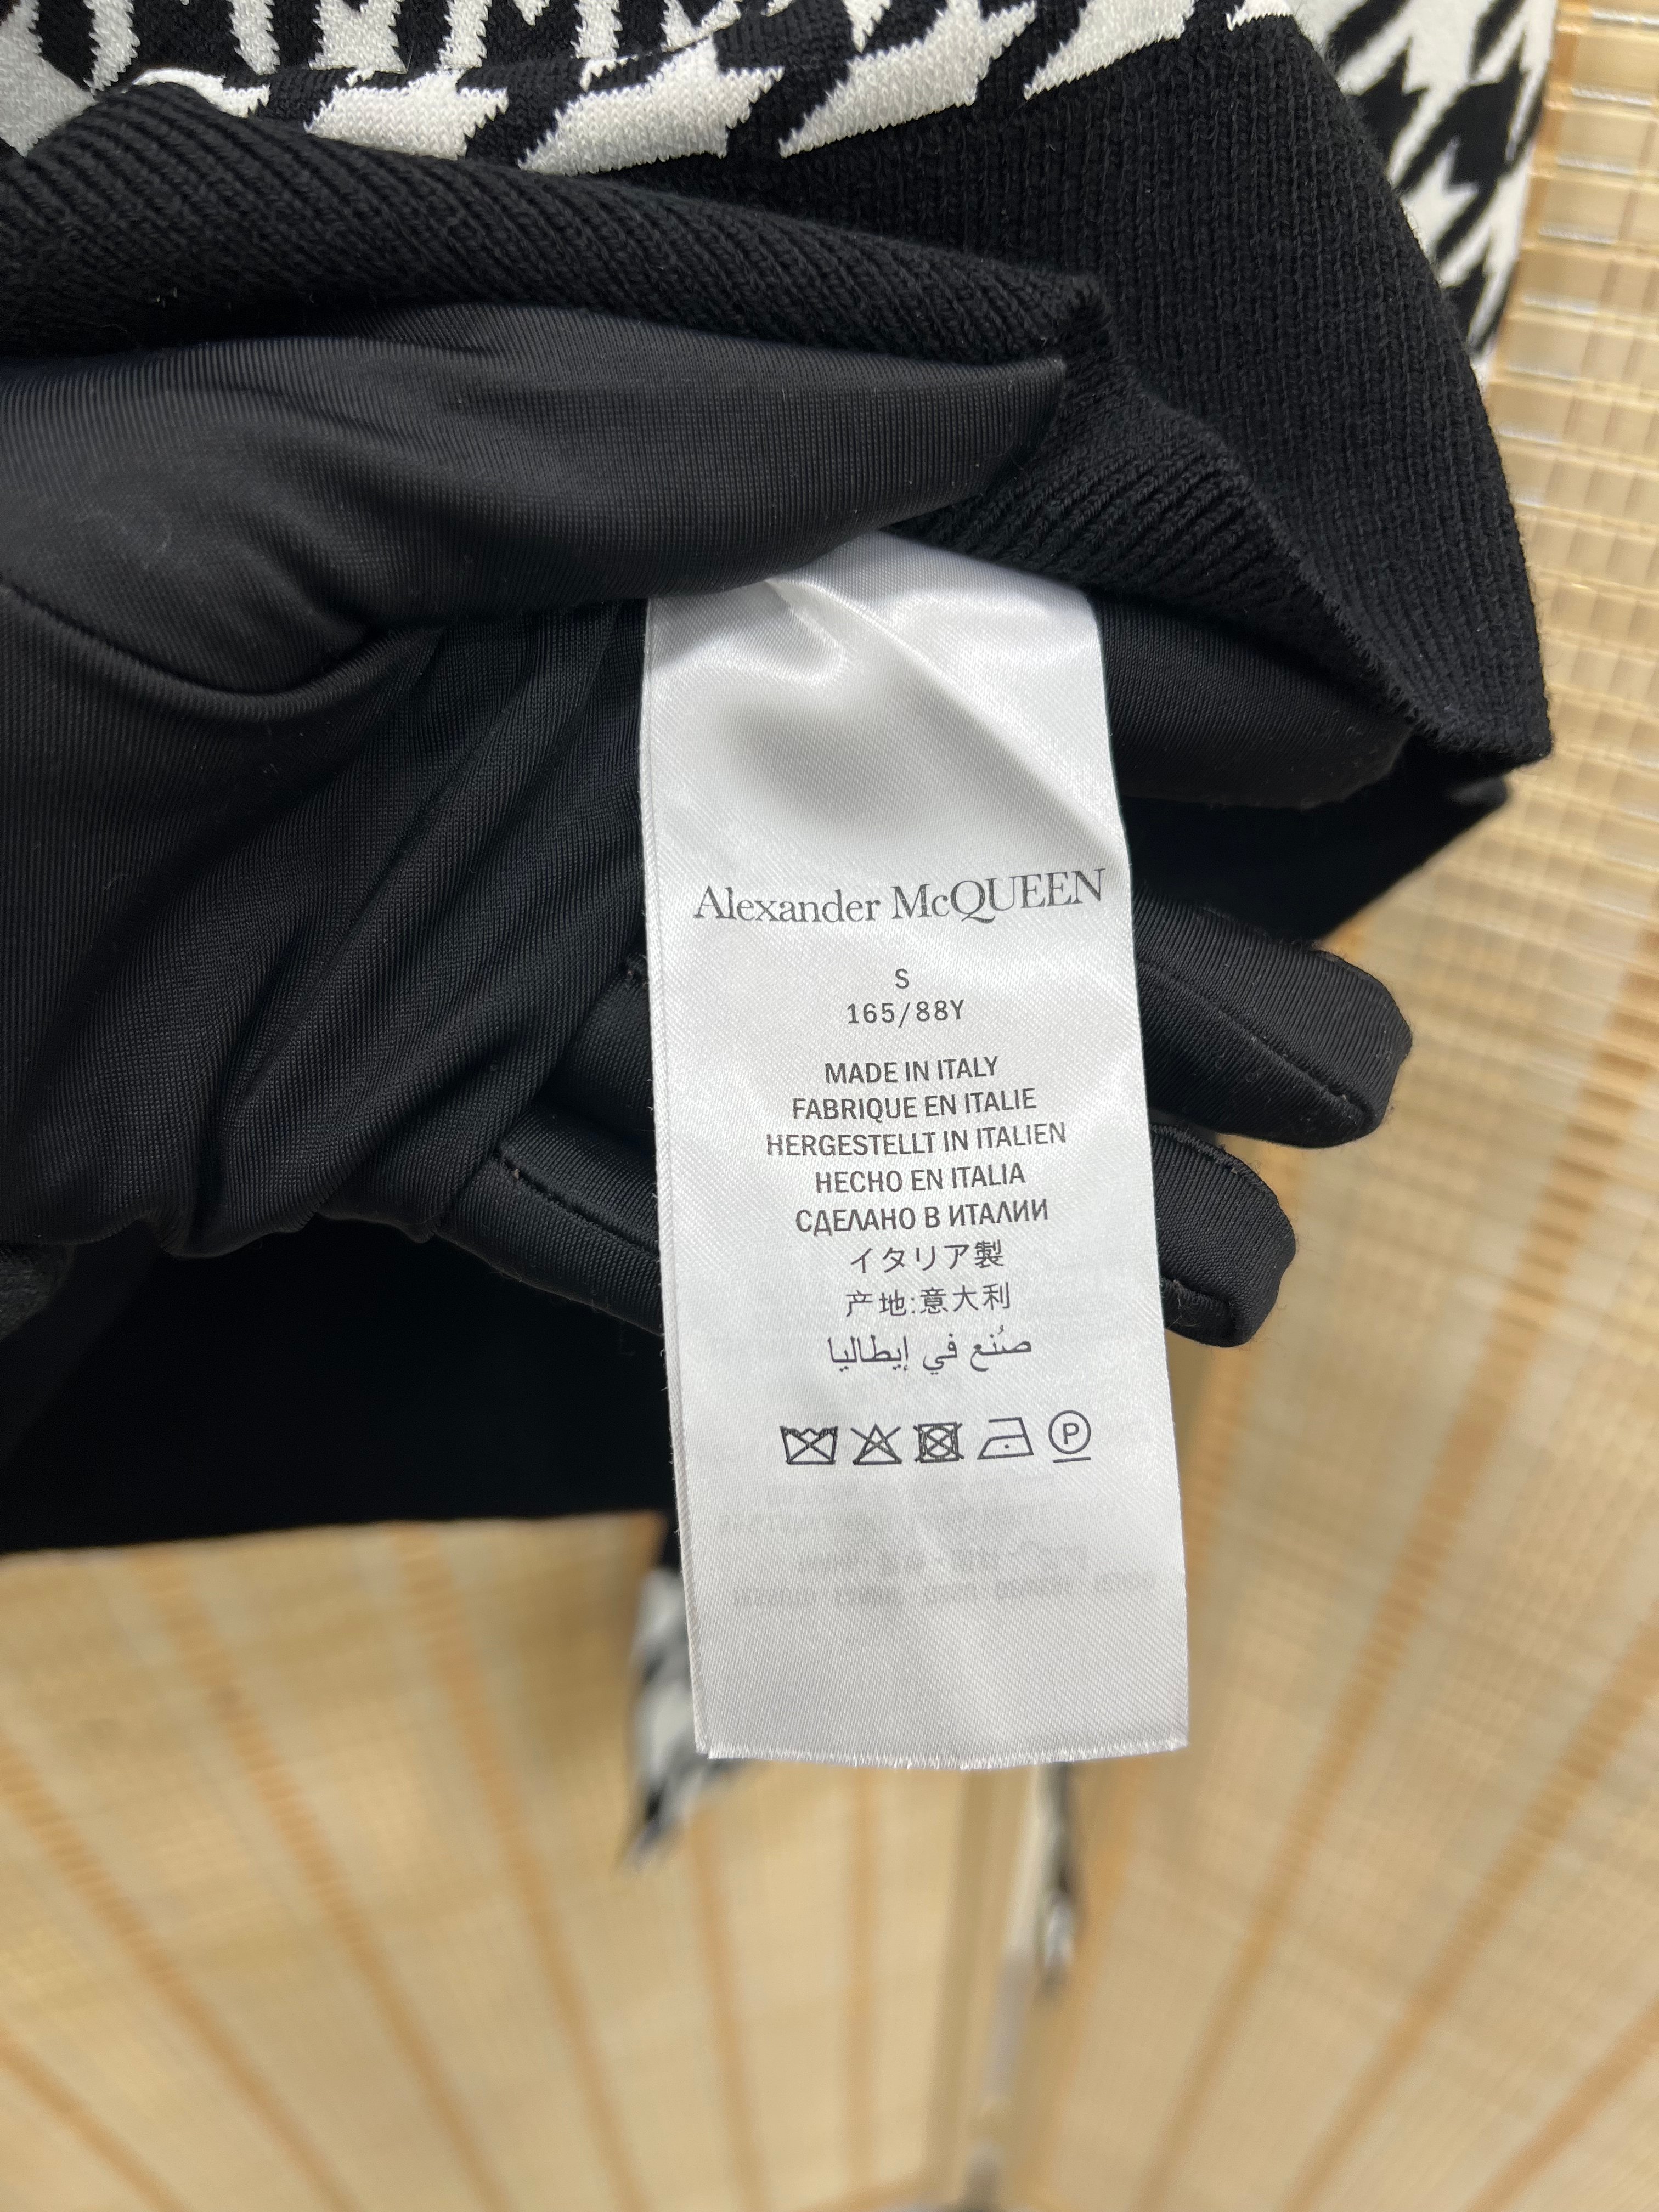 Alexander McQUEEN
S
165/88Y
MADE IN ITALY
FABRIQUE EN ITALIE
HERGESTELLT IN ITALIEN
HECHO EN ITALIA
СДЕЛАНО В ИТАЛИИ
イタリア製
产地:意大利
صُنع في إيطاليا
P